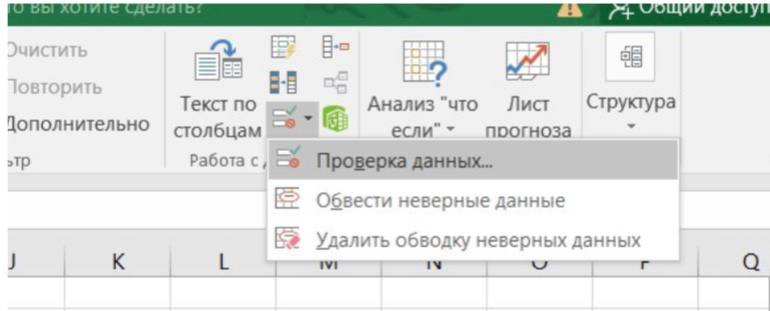 о вы хотите сделать?
Общий доступ
Очистить
Повторить
Дополнительно
Текст по
столбцам
Анализ "что
если"
Лист
прогноза
Структура
Работа с
Проверка данных...
Обвести неверные данные
Удалить обводку неверных данных
J K L M N O P Q